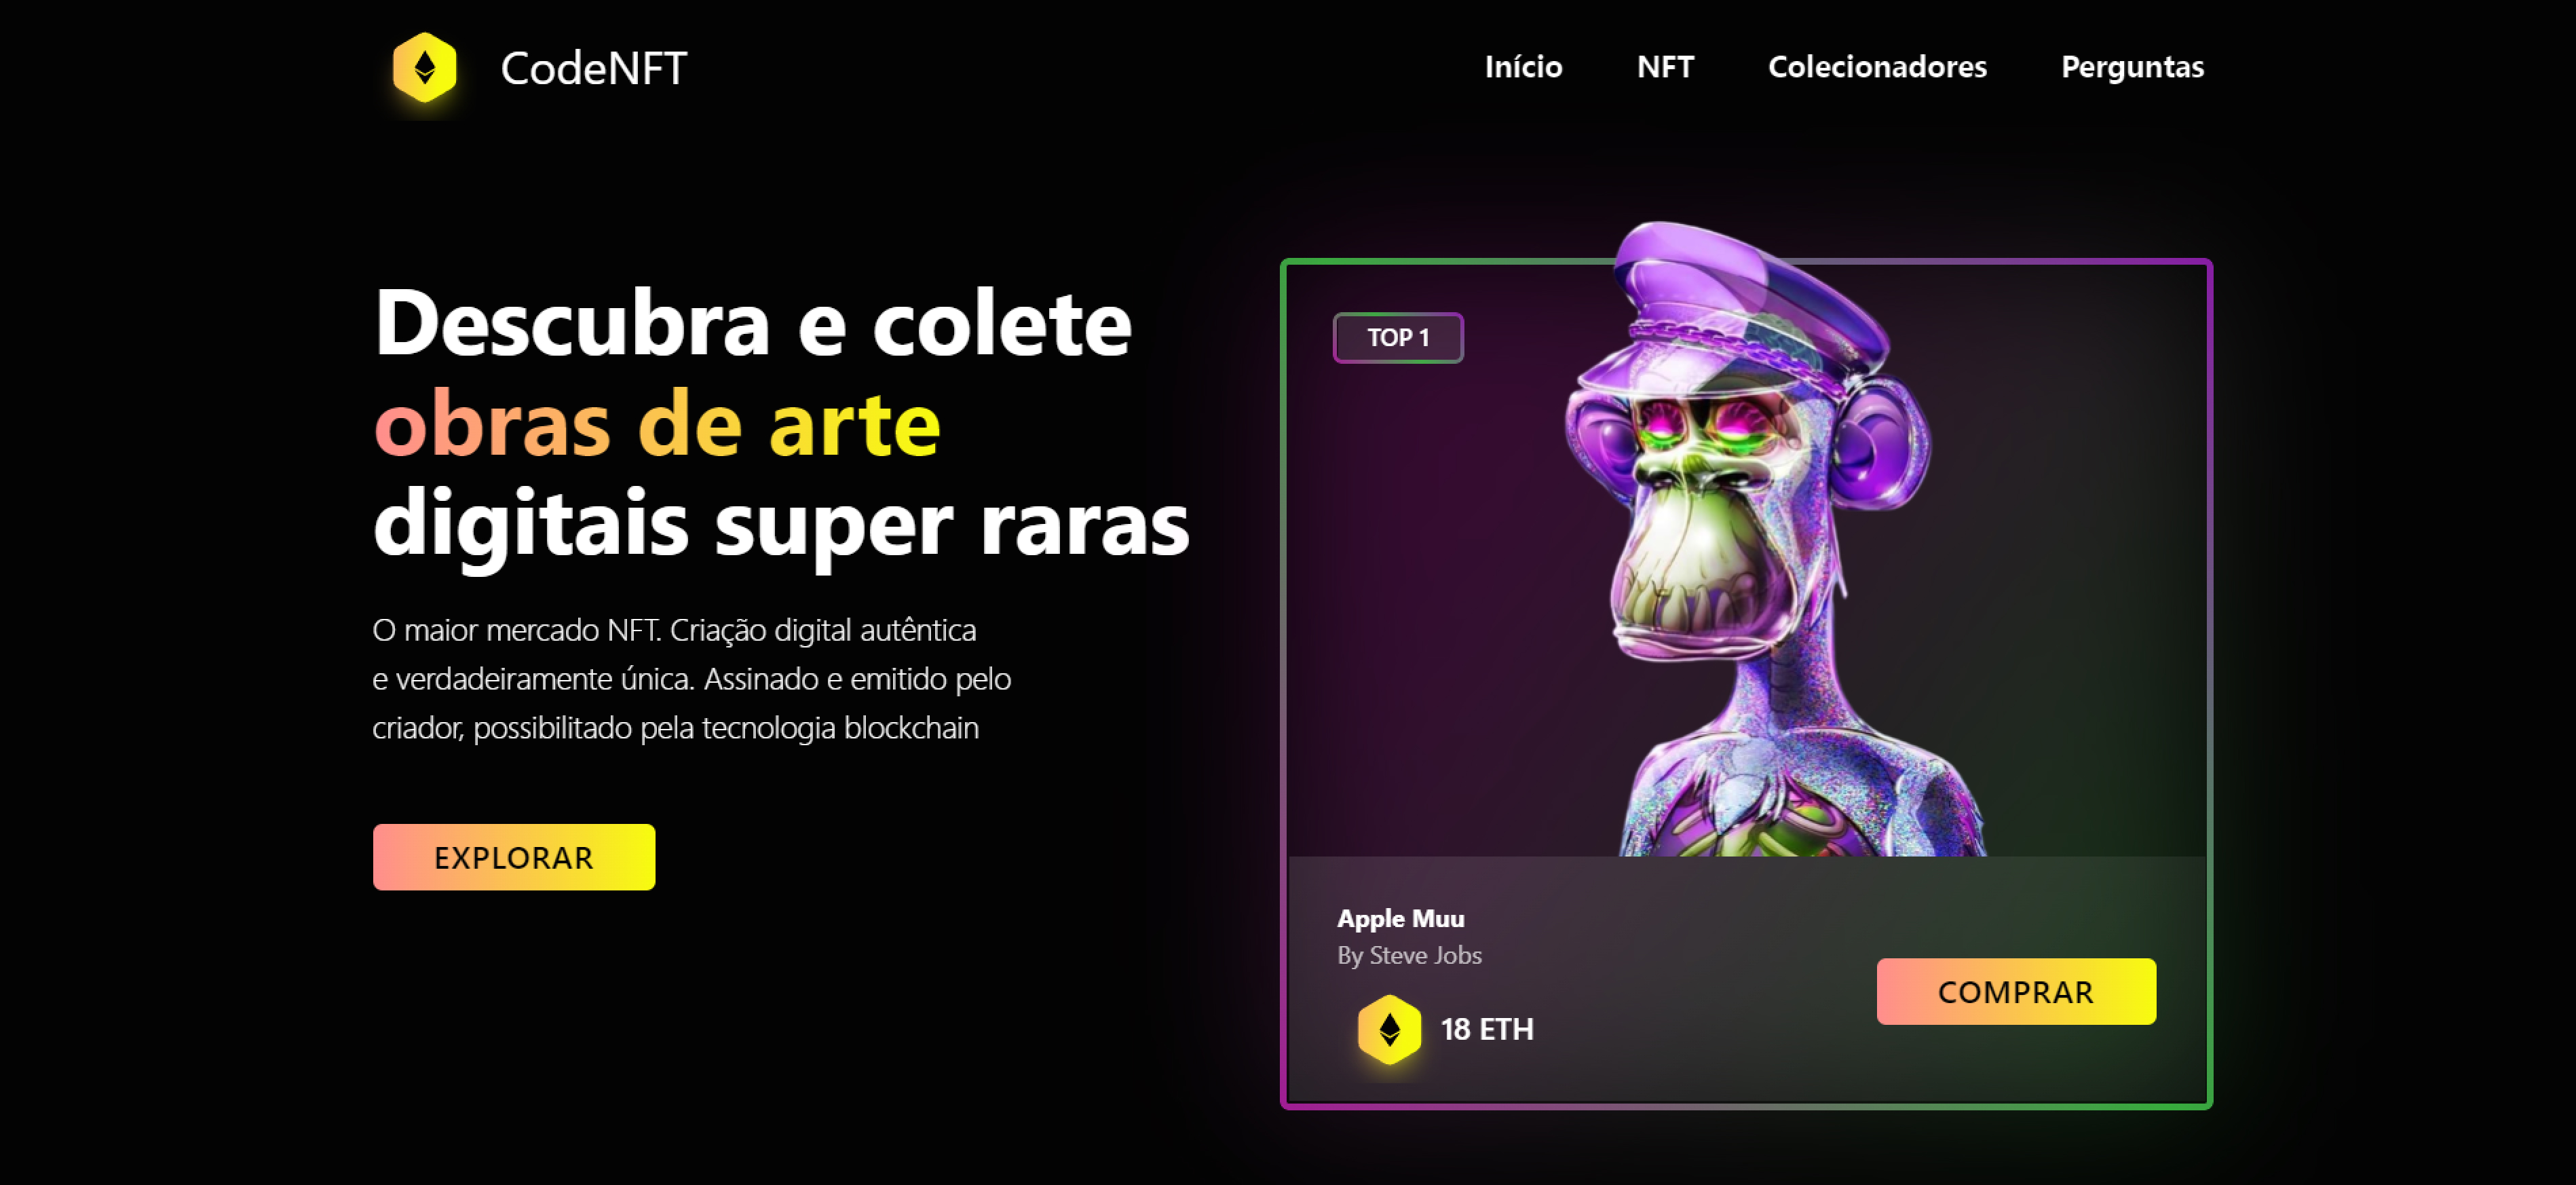 CodeNFT
Início NFT Colecionadores Perguntas
Descubra e colete
obras de arte
digitais super raras
O maior mercado NFT. Criação digital autêntica
e verdadeiramente única. Assinado e emitido pelo
criador, possibilitado pela tecnologia blockchain
EXPLORAR
TOP 1
Apple Muu
By Steve Jobs
18 ETH
COMPRAR